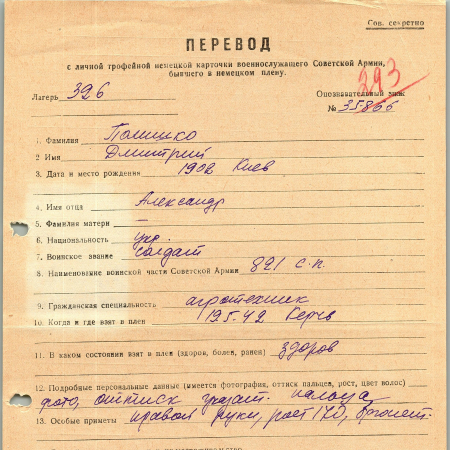 Сов. секретно
ПЕРЕВОД
с личной трофейной немецкой карточки военнослужащего Советской Армии,
бывшего в немецком плену.
293
Лагерь 326
Опознавательный знак
№ 35866
1. Фамилия Полицко
2 Имя Дмитрий
3. Дата и место рождения 1902 Киев
4. Имя отца Александр
5. Фамилия матери —
6. Национальность укр.
7. Воинское звание солдат
8. Наименование воинской части Советской Армии 821 с.п.
9. Гражданская специальность агротехник
10. Когда и где взят в плен 19.5.42 Керчь
11. В каком состоянии взят в плен (здоров, болен, ранен) здоров
12. Подробные персональные данные (имеется фотография, оттиск пальцев, рост, цвет волос)
фото, оттиск указат. пальца
13. Особые приметы правой руки, рост 170,